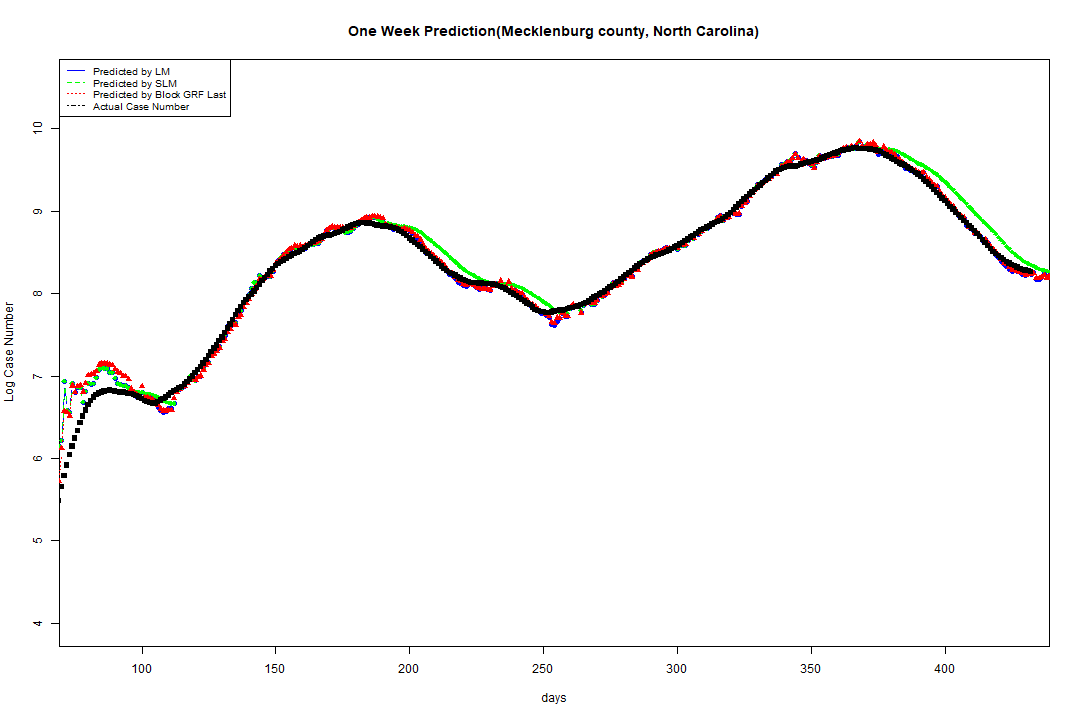 One Week Prediction(Mecklenburg county, North Carolina)
Predicted by LM
Predicted by SLM
Predicted by Block GRF Last
Actual Case Number
Log Case Number
10
9
8
7
6
5
4
100 150 200 250 300 350 400
days